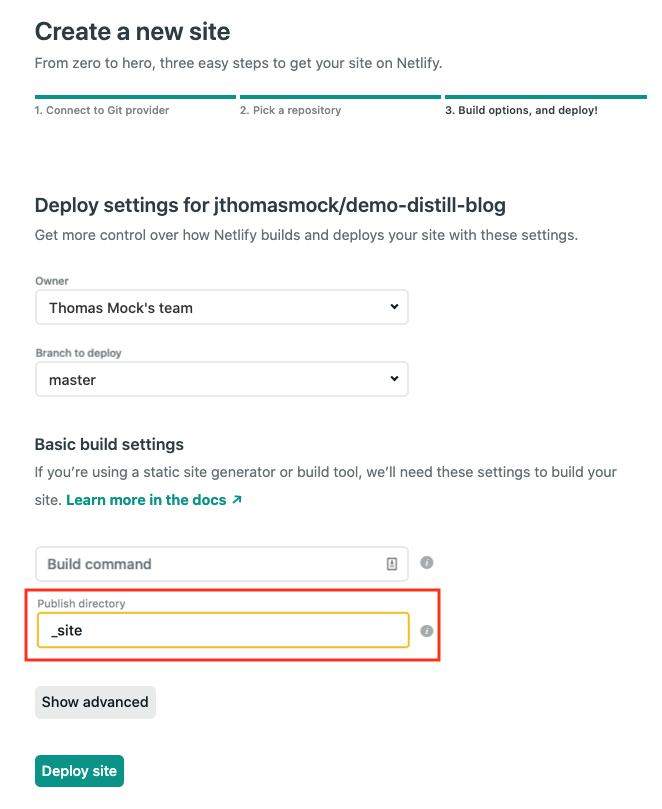 Create a new site
From zero to hero, three easy steps to get your site on Netlify.
1. Connect to Git provider
2. Pick a repository
3. Build options, and deploy!
Deploy settings for jthomasmock/demo-distill-blog
Get more control over how Netlify builds and deploys your site with these settings.
Owner
Thomas Mock's team
Branch to deploy
master
Basic build settings
If you’re using a static site generator or build tool, we’ll need these settings to build your
site. Learn more in the docs ↗
Build command
Publish directory
_site
Show advanced
Deploy site